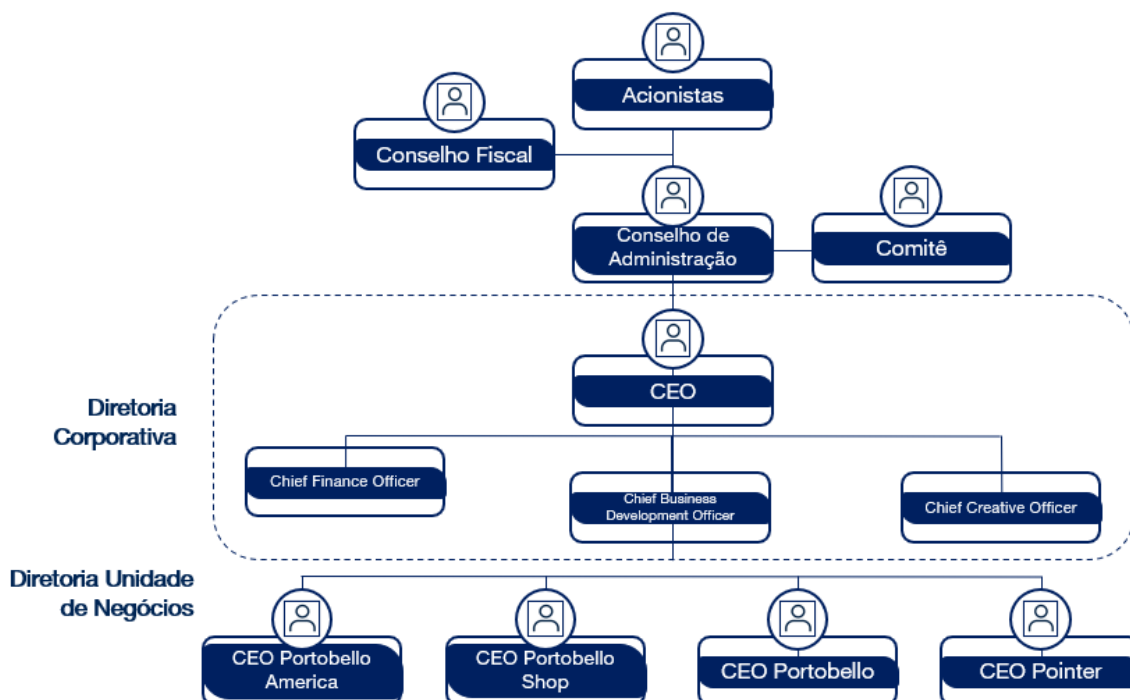 Acionistas
Conselho Fiscal
Conselho de
Administração
Comitê
CEO
Diretoria
Corporativa
Chief Finance Officer
Chief Business
Development Officer
Chief Creative Officer
Diretoria Unidade
de Negócios
CEO Portobello
America
CEO Portobello
Shop
CEO Portobello
CEO Pointer